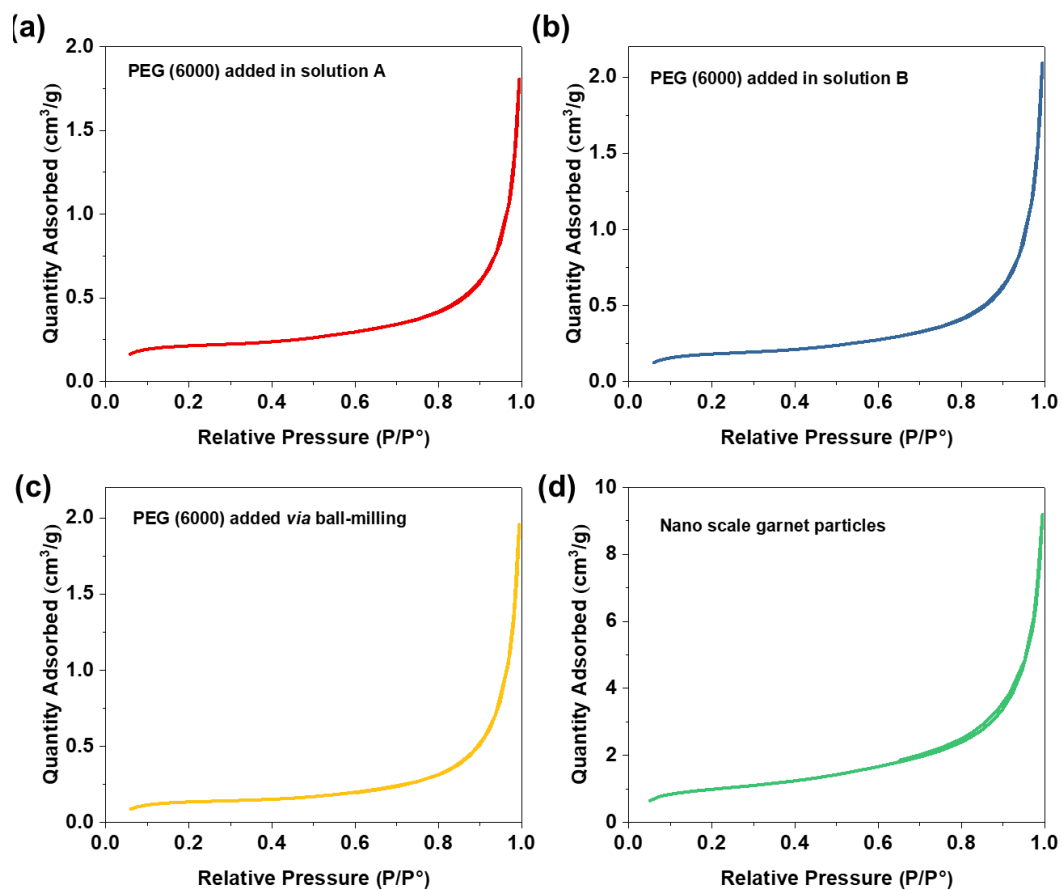 (a)
PEG (6000) added in solution A
2.0
1.5
1.0
0.5
0.0
Quantity Adsorbed (cm³/g)
0.0 0.2 0.4 0.6 0.8 1.0
Relative Pressure (P/P°)
(b)
PEG (6000) added in solution B
2.0
1.5
1.0
0.5
0.0
Quantity Adsorbed (cm³/g)
0.0 0.2 0.4 0.6 0.8 1.0
Relative Pressure (P/P°)
(c)
PEG (6000) added via ball-milling
2.0
1.5
1.0
0.5
0.0
Quantity Adsorbed (cm³/g)
0.0 0.2 0.4 0.6 0.8 1.0
Relative Pressure (P/P°)
(d)
Nano scale garnet particles
10
8
6
4
2
0
Quantity Adsorbed (cm³/g)
0.0 0.2 0.4 0.6 0.8 1.0
Relative Pressure (P/P°)